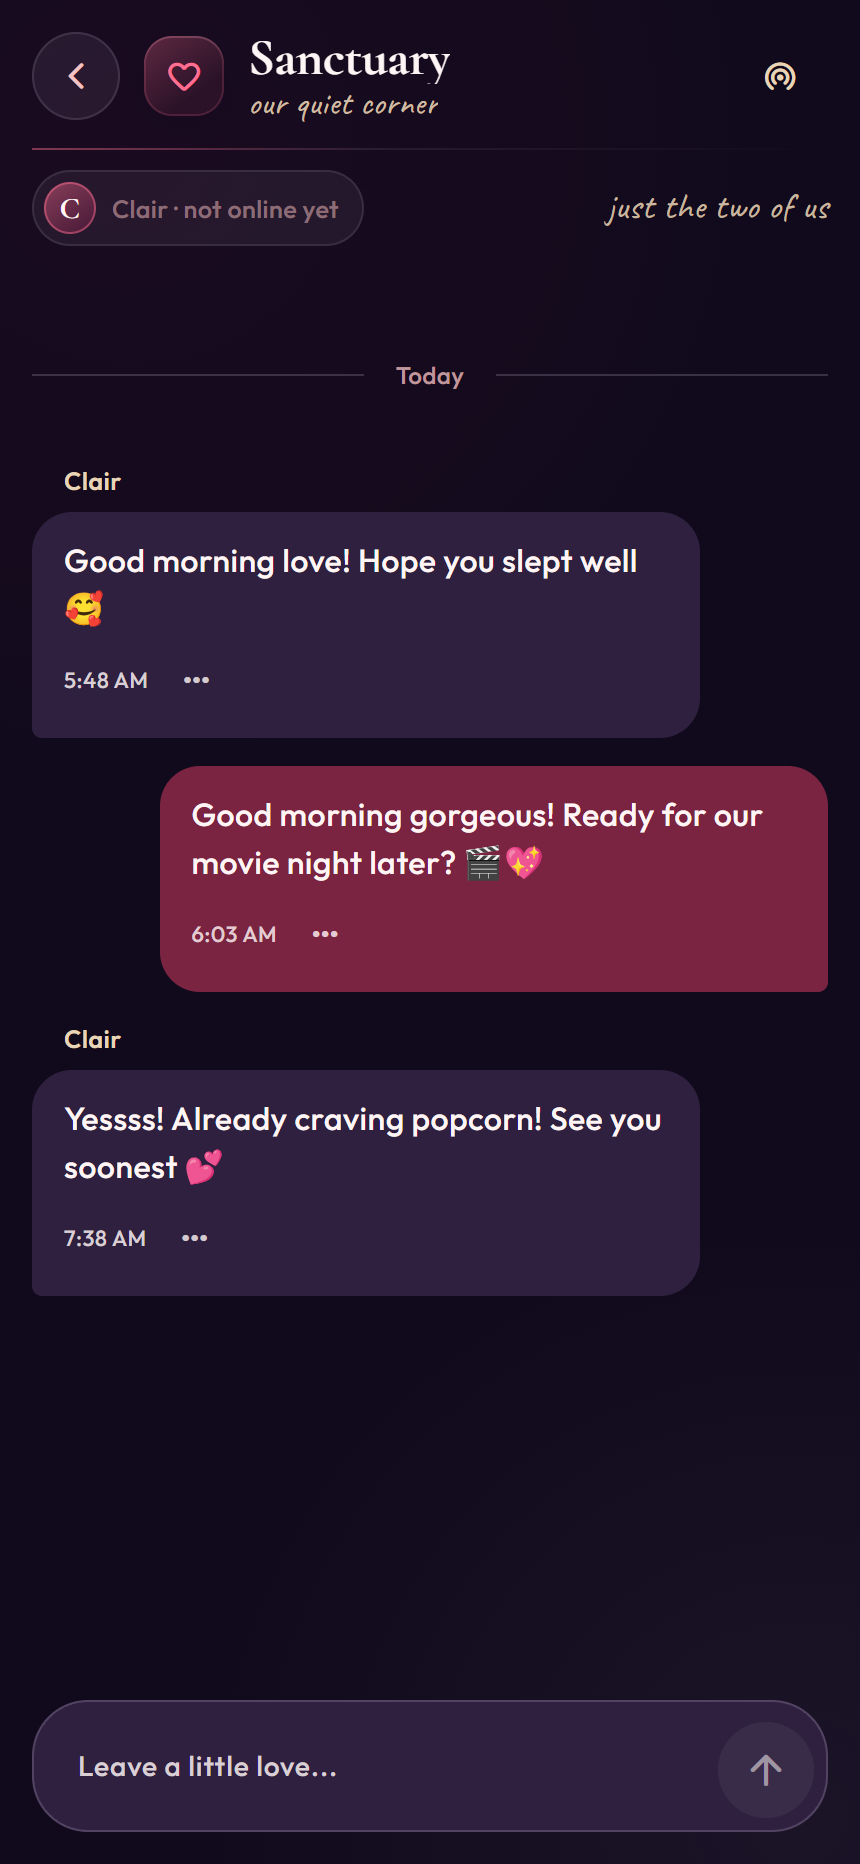 Sanctuary
our quiet corner
C
Clair · not online yet
just the two of us
Today
Clair
Good morning love! Hope you slept well
🥰
5:48 AM •••
Good morning gorgeous! Ready for our
movie night later? 🎬💖
6:03 AM •••
Clair
Yessss! Already craving popcorn! See you
soonest 💕
7:38 AM •••
Leave a little love...